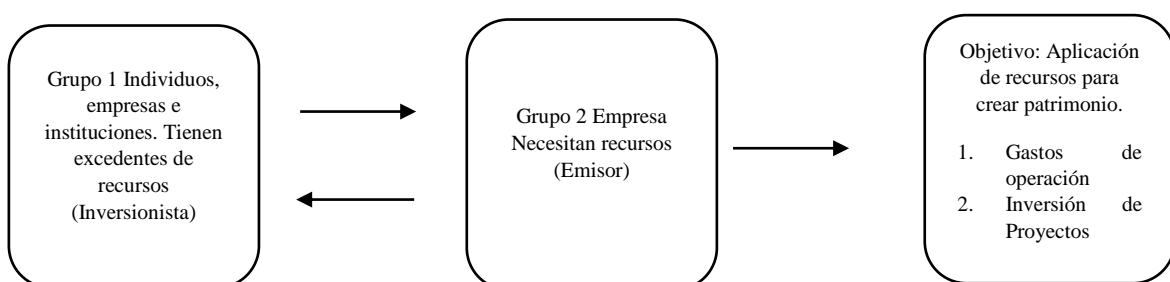 Grupo 1 Individuos,
empresas e
instituciones. Tienen
excedentes de
recursos
(Inversionista)
Grupo 2 Empresa
Necesitan recursos
(Emisor)
Objetivo: Aplicación
de recursos para
crear patrimonio.
1. Gastos de
operación
2. Inversión de
Proyectos